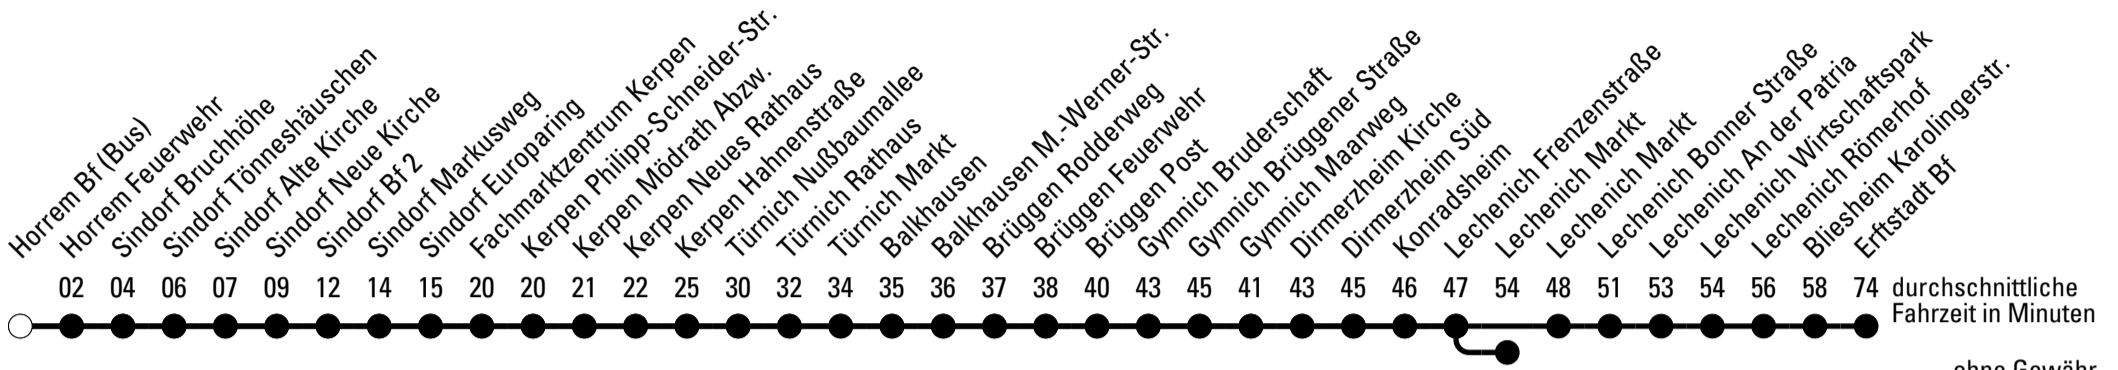 Horrem Bf (Bus)
Horrem Feuerwehr
Sindorf Bruchhöhe
Sindorf Tönneshäuschen
Sindorf Alte Kirche
Sindorf Neue Kirche
Sindorf Bf 2
Sindorf Markusweg
Sindorf Europaring
Fachmarktzentrum Kerpen
Kerpen Philipp-Schneider-Str.
Kerpen Mödrath Abzw.
Kerpen Neues Rathaus
Kerpen Hahnenstraße
Türnich Nußbaumallee
Türnich Rathaus
Türnich Markt
Balkhausen
Balkhausen M.-Werner-Str.
Brüggen Rodderweg
Brüggen Feuerwehr
Brüggen Post
Gymnich Bruderschaft
Gymnich Brüggener Straße
Gymnich Maarweg
Dirmerzheim Kirche
Dirmerzheim Süd
Konradsheim
Lechenich Frenzenstraße
Lechenich Markt
Lechenich Markt
Lechenich Bonner Straße
Lechenich An der Patria
Lechenich Wirtschaftspark
Lechenich Römerhof
Bliesheim Karolingerstr.
Erftstadt Bf
02 04 06 07 09 12 14 15 20 20 21 22 25 30 32 34 35 36 37 38 40 43 45 41 43 45 46 47 54 48 51 53 54 56 58 74 durchschnittliche
Fahrzeit in Minuten
ohne Gewähr